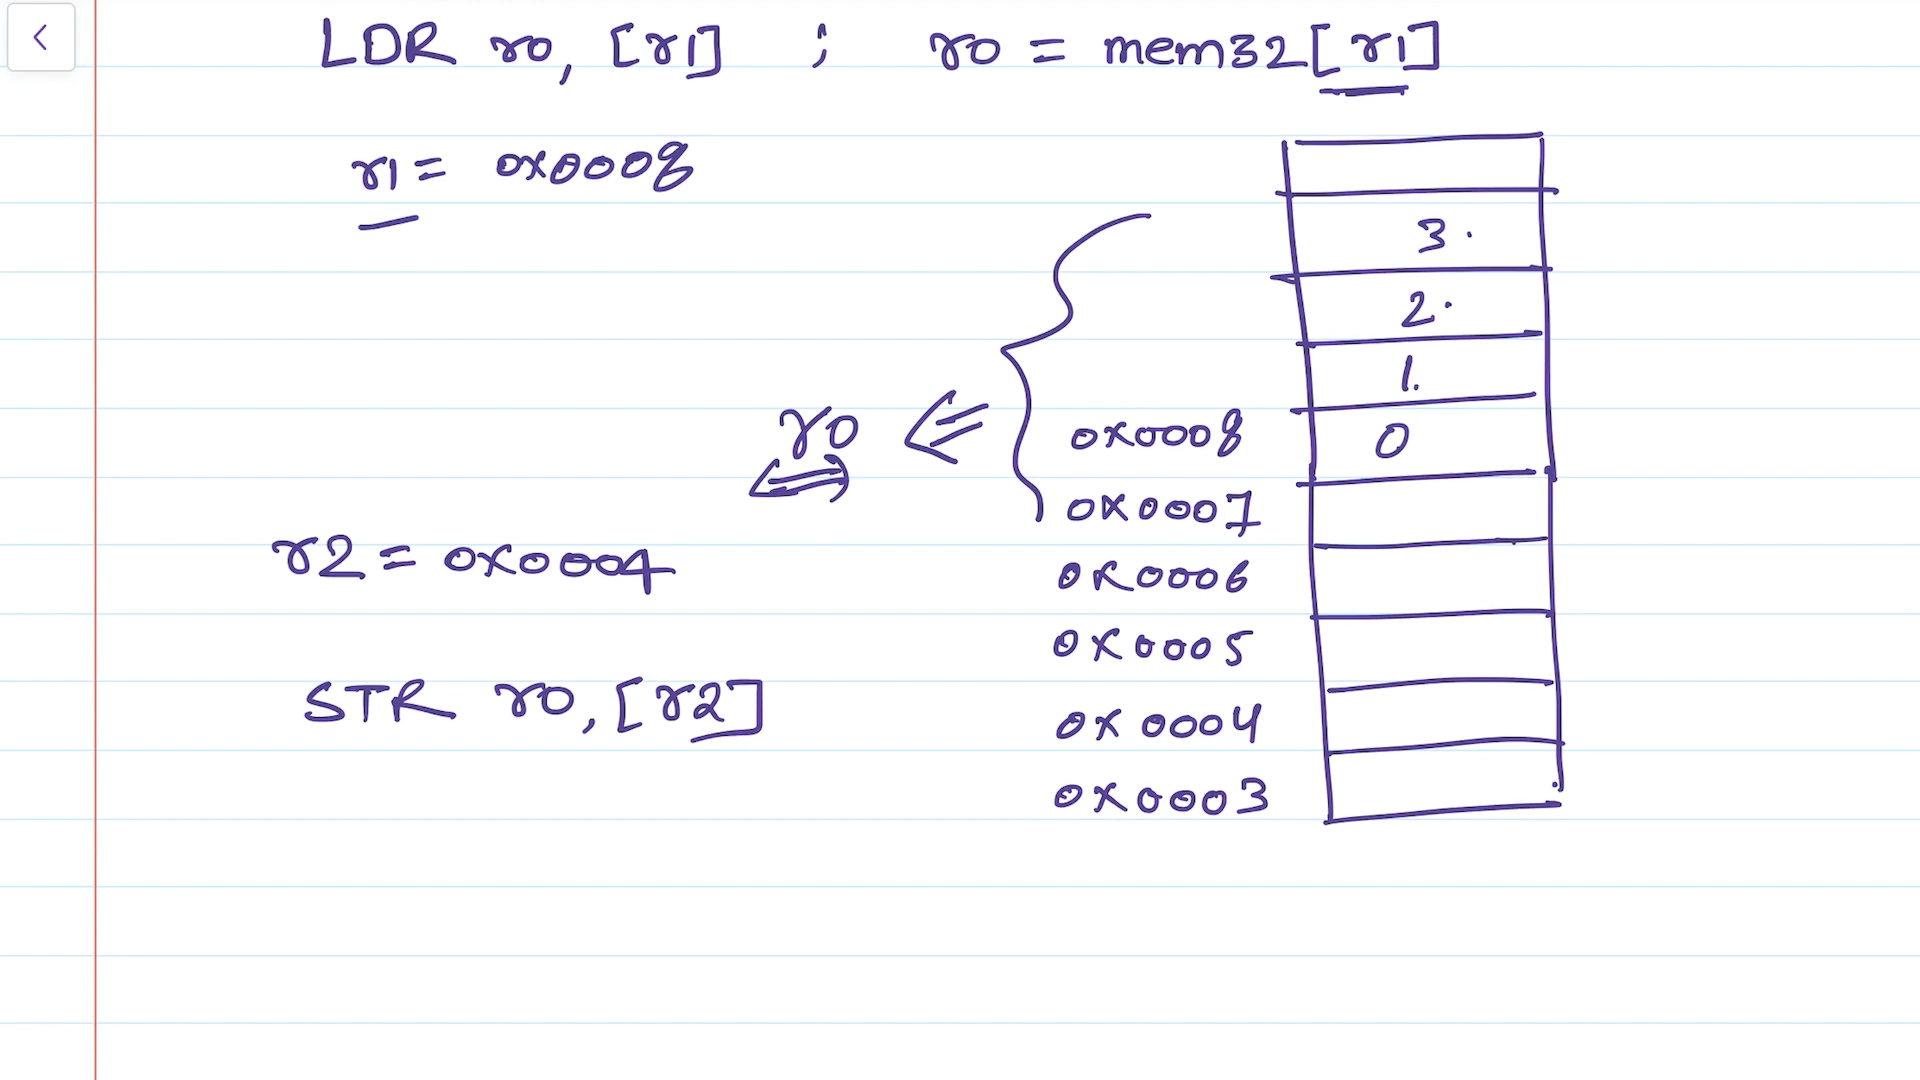 LDR r0, [r1] ; r0 = mem32[r1]
r1 = 0x0008
3.
2.
1.
r0 0x0008 0
0x0007
r2 = 0x0004 0x0006
0x0005
STR r0, [r2] 0x0004
0x0003